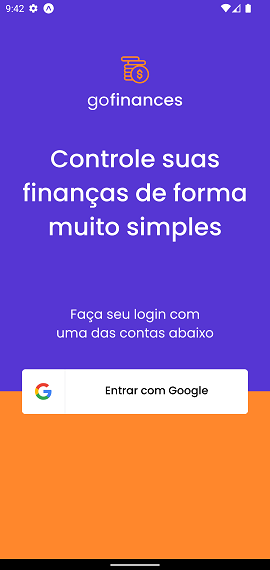 9:42
gofinances
Controle suas
finanças de forma
muito simples
Faça seu login com
uma das contas abaixo
Entrar com Google